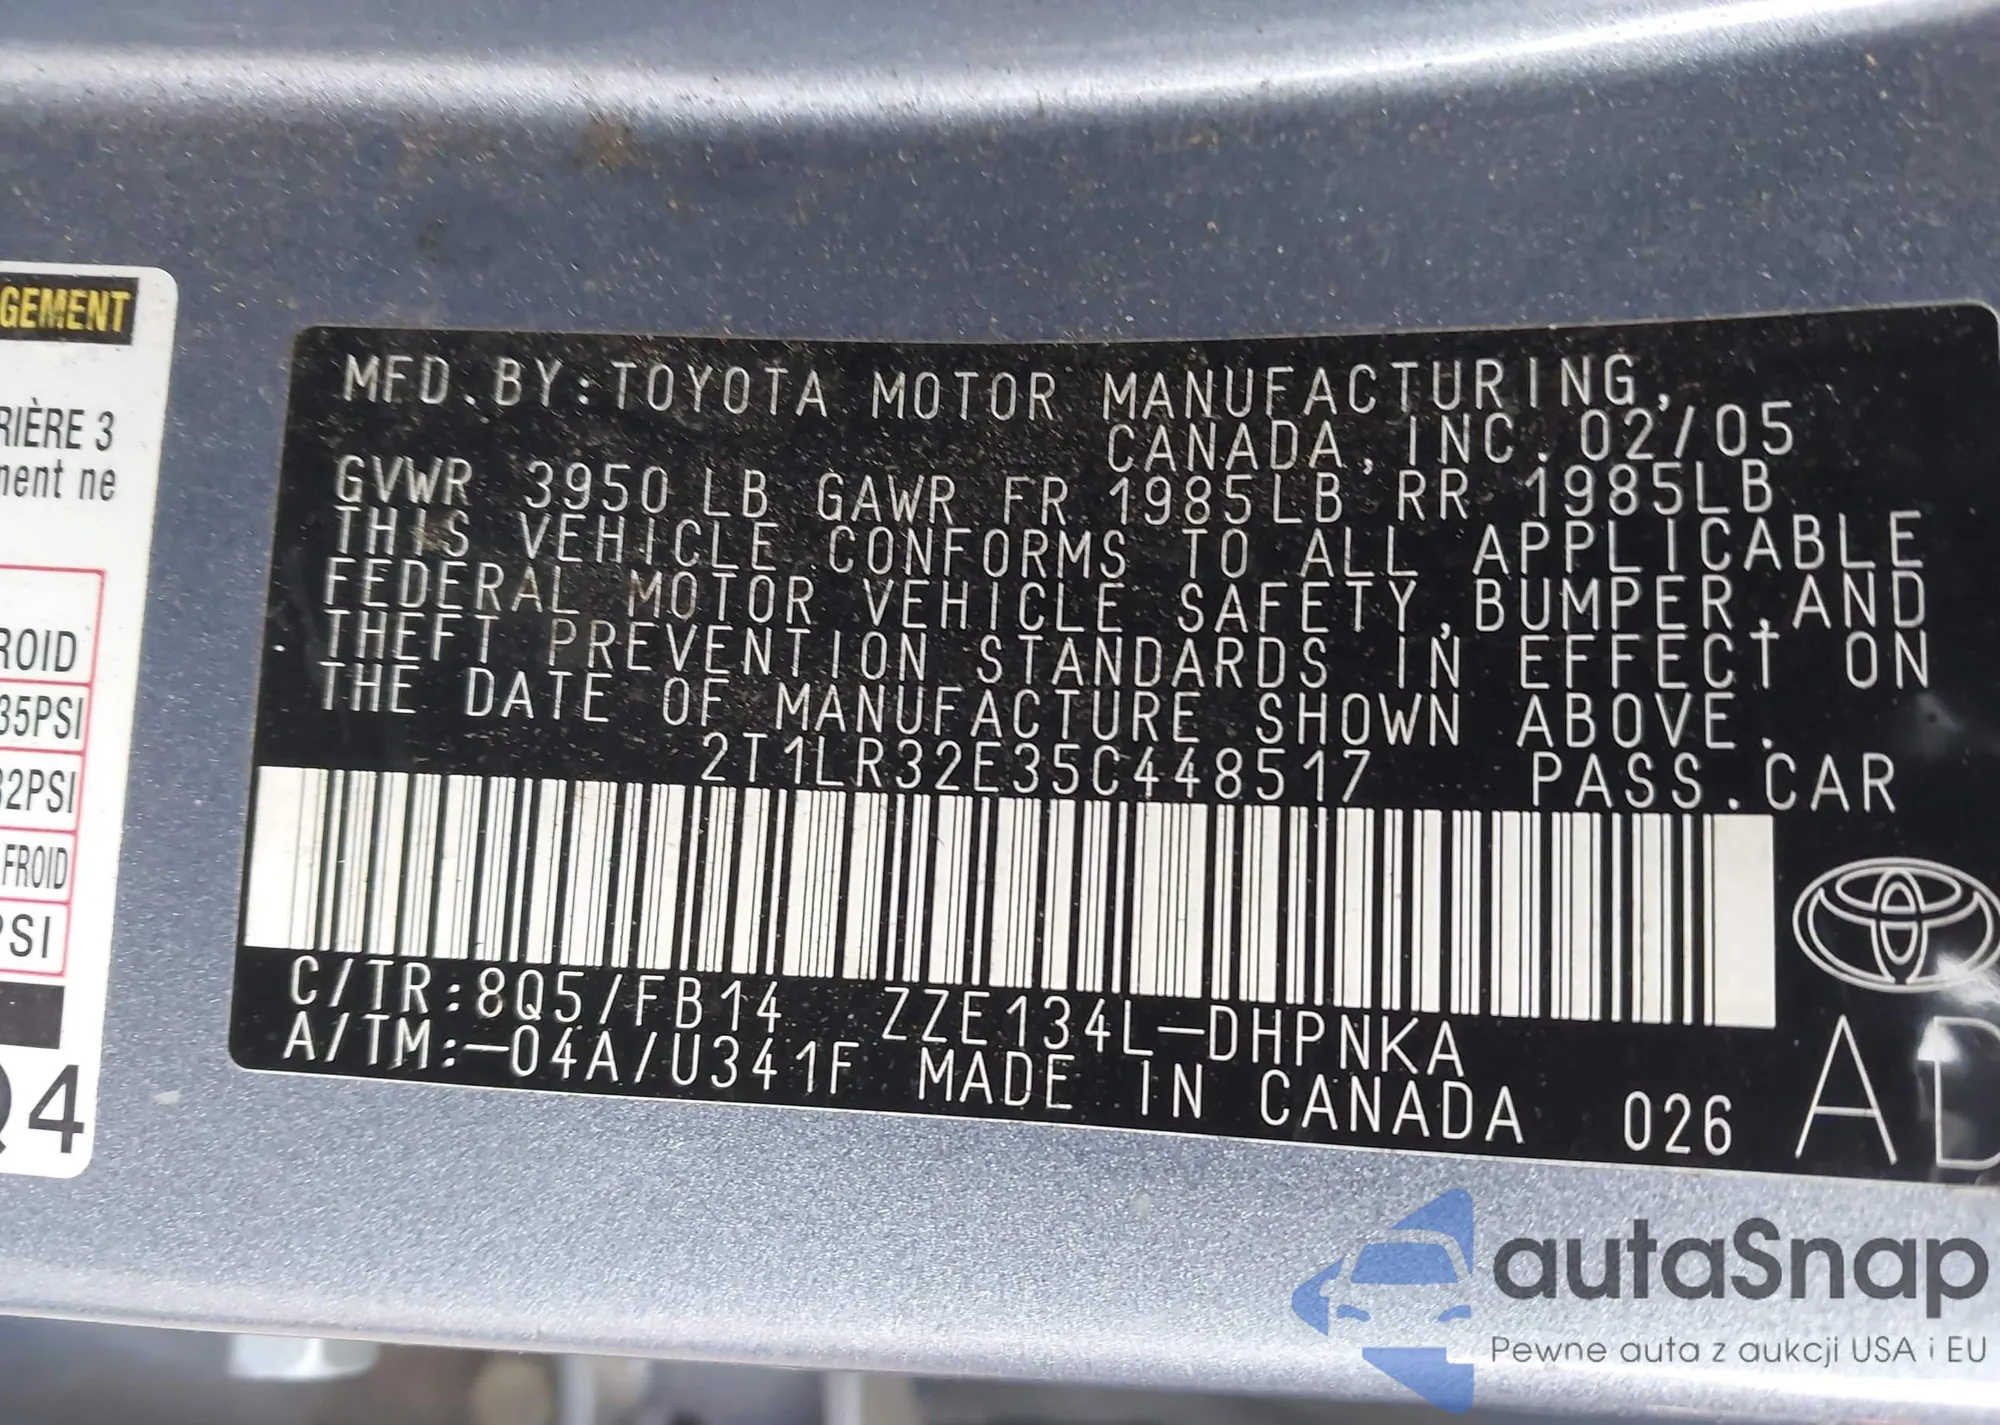 GEMENT
RIÈRE 3
ment ne
ROID
35PSI
32PSI
FROID
PSI
4
MFD.BY:TOYOTA MOTOR MANUFACTURING,
CANADA,INC. 02/05
GVWR 3950 LB GAWR FR 1985LB RR 1985LB
THIS VEHICLE CONFORMS TO ALL APPLICABLE
FEDERAL MOTOR VEHICLE SAFETY,BUMPER,AND
THEFT PREVENTION STANDARDS IN EFFECT ON
THE DATE OF MANUFACTURE SHOWN ABOVE.
2T1LR32E35C448517 PASS.CAR
C/TR:8Q5/FB14 ZZE134L-DHPNKA
A/TM:-04A/U341F MADE IN CANADA 026
AD
autaSnap
Pewne auta z aukcji USA i EU